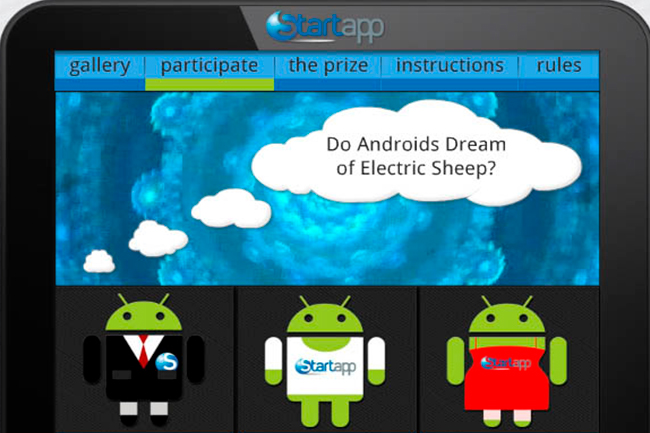 Startapp
gallery participate the prize instructions rules
Do Androids Dream
of Electric Sheep?
S Startapp Startapp